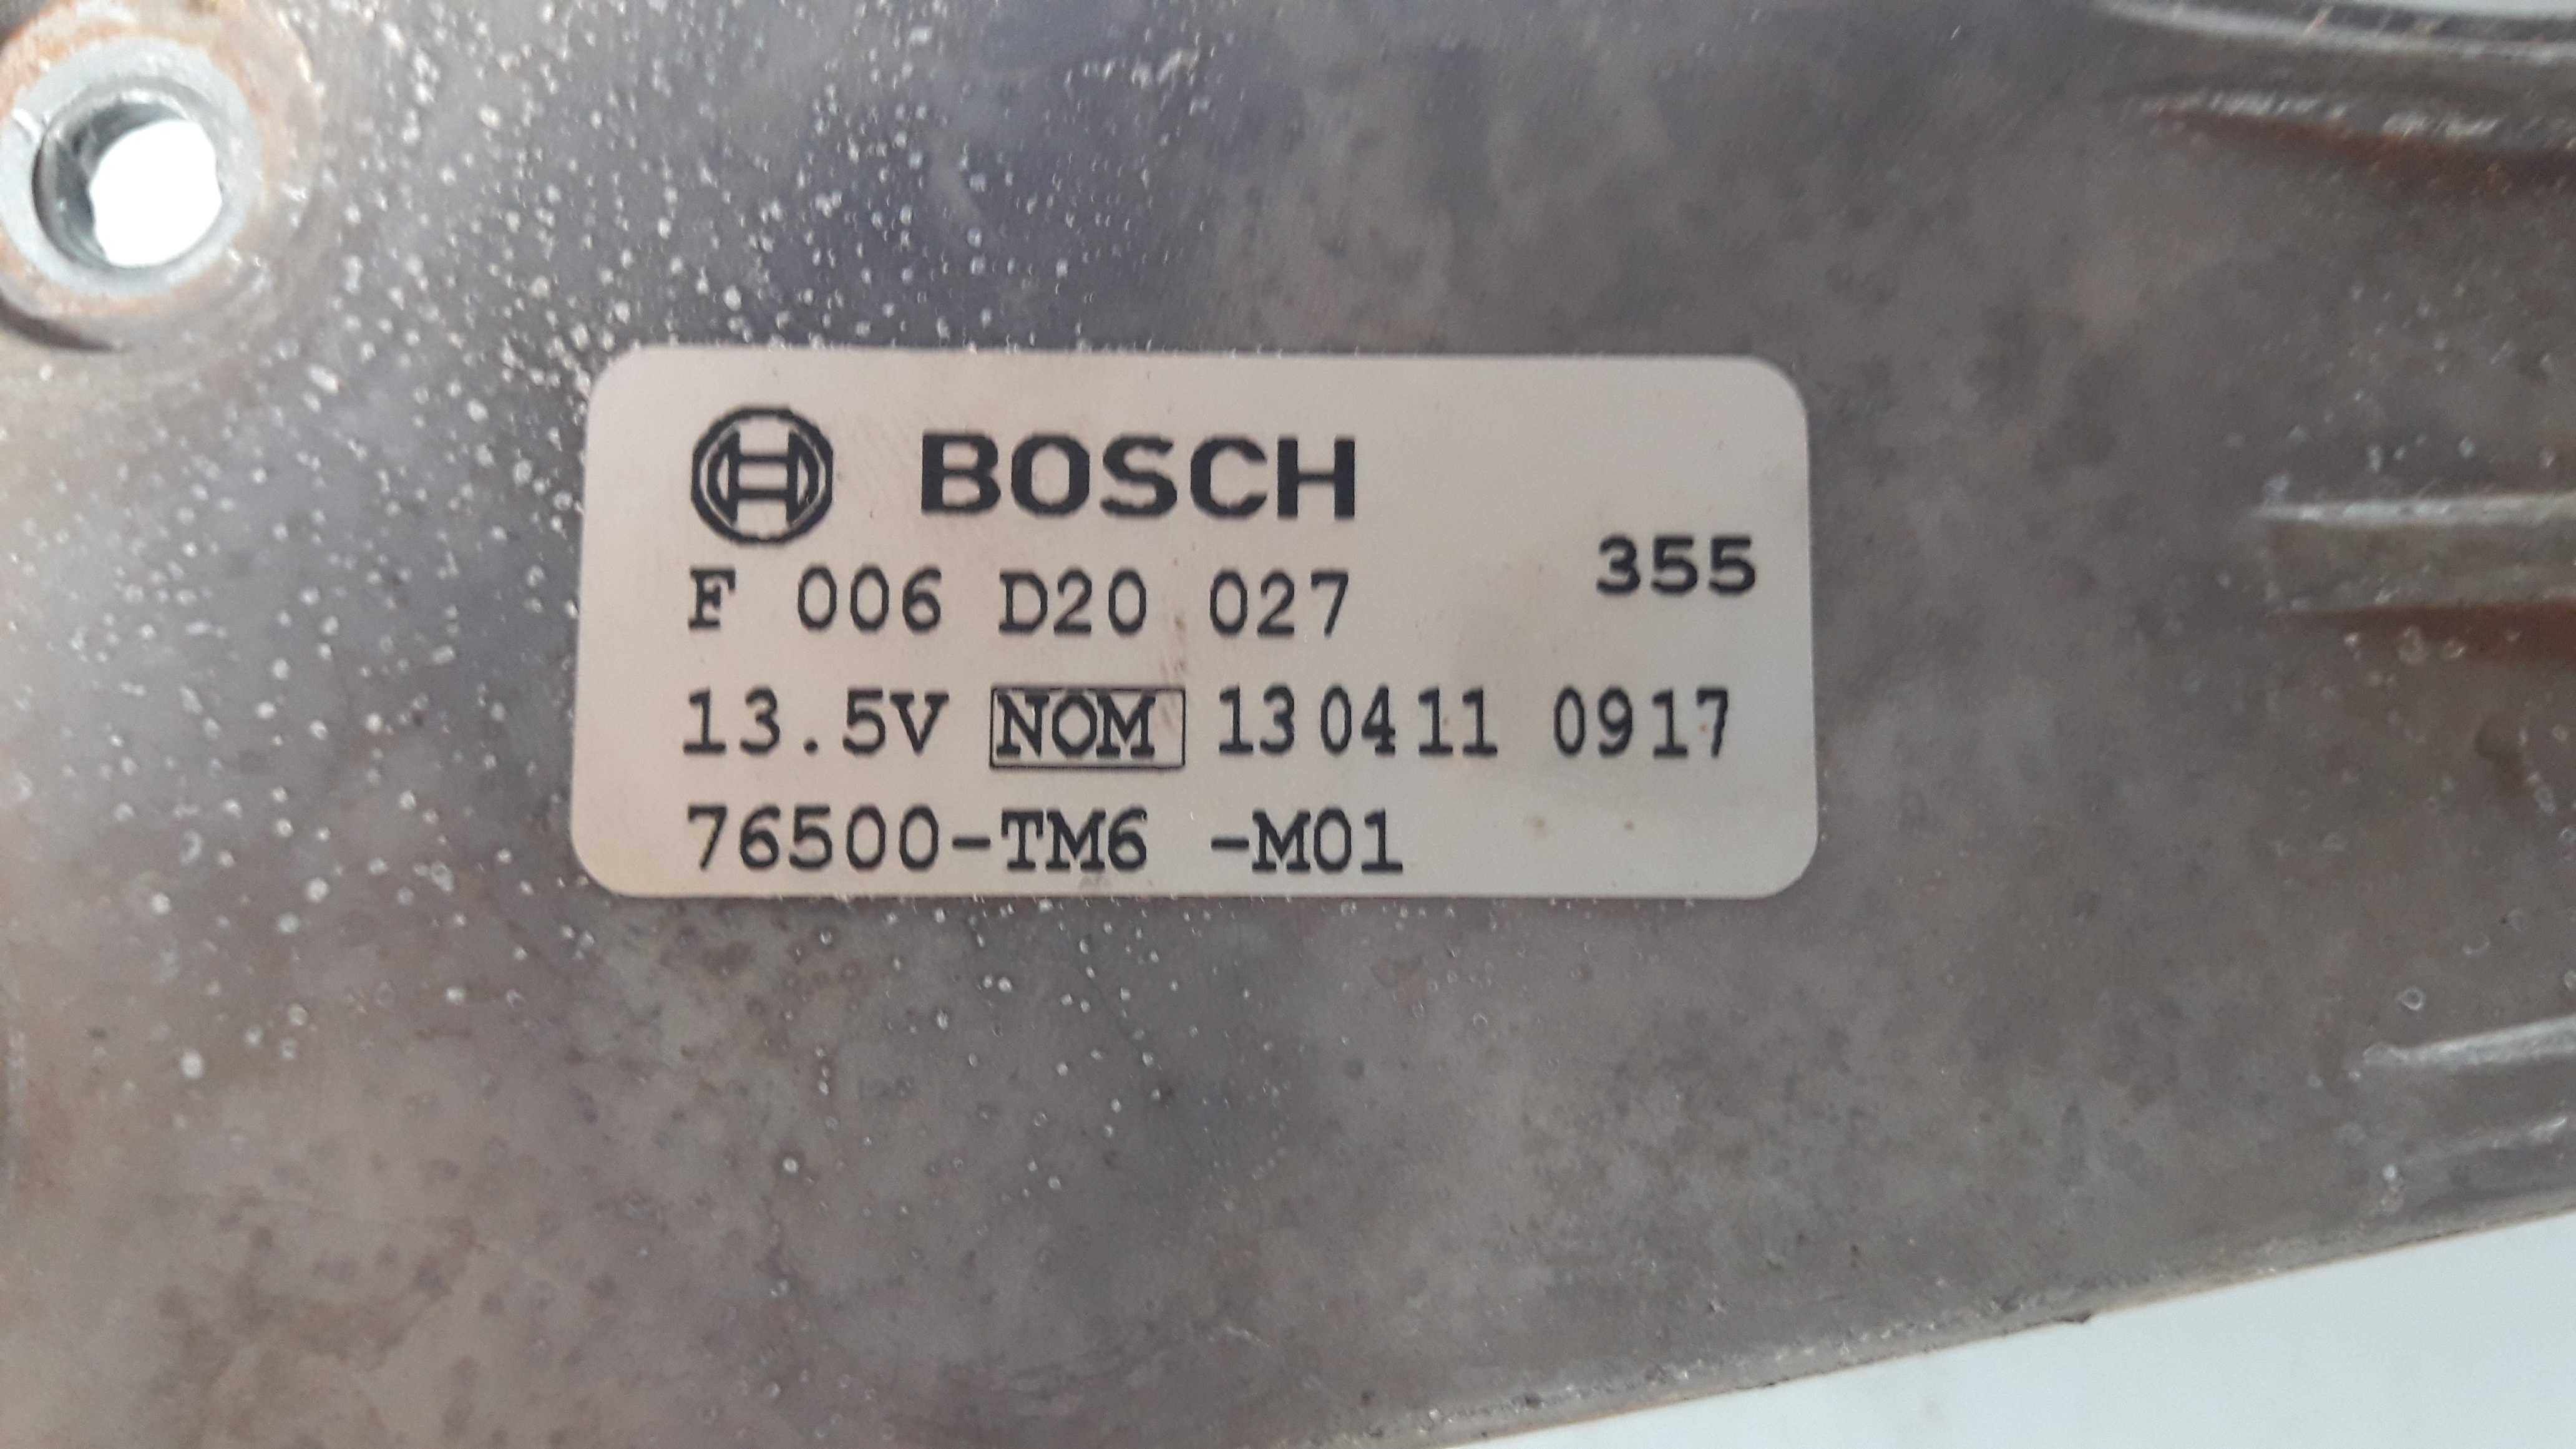 BOSCH
F 006 D20 027 355
13.5V NOM 130411 0917
76500-TM6 -M01